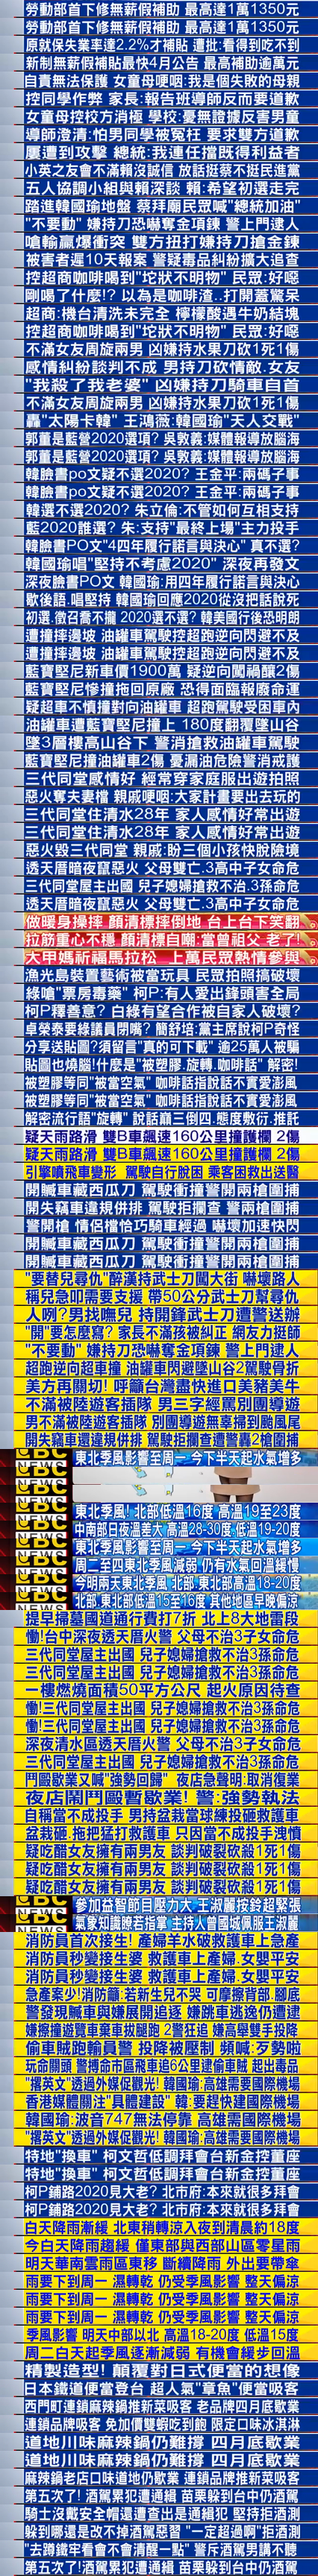 勞動部首下修無薪假補助 最高達1萬1350元
勞動部首下修無薪假補助 最高達1萬1350元
原就保失業率達2.2%才補貼 遭批:看得到吃不到
新制無薪假補貼最快4月公告 最高補助逾萬元
自責無法保護 女童母哽咽:我是個失敗的母親
控同學作弊 家長:報告班導師反而要道歉
女童母控校方消極 學校:憂無證據反害男童
導師澄清:怕男同學被冤枉 要求雙方道歉
屢遭到攻擊 總統:我連任擋既得利益者
小英之友會不滿賴沒誠信 放話挺蔡不挺民進黨
五人協調小組與賴深談 賴:希望初選走完
踏進韓國瑜地盤 蔡拜廟民眾喊"總統加油"
"不要動" 嫌持刀恐嚇奪金項鍊 警上門逮人
嗆輸贏爆衝突 雙方扭打嫌持刀搶金鍊
被害者遲10天報案 警疑毒品糾紛擴大追查
控超商咖啡喝到"坨狀不明物" 民眾:好噁
剛喝了什麼!? 以為是咖啡渣..打開蓋驚呆
超商:機台清洗未完全 檸檬酸遇牛奶結塊
控超商咖啡喝到"坨狀不明物" 民眾:好噁
不滿女友周旋兩男 凶嫌持水果刀砍1死1傷
感情糾紛談判不成 男持刀砍情敵.女友
"我殺了我老婆" 凶嫌持刀騎車自首
不滿女友周旋兩男 凶嫌持水果刀砍1死1傷
轟"太陽卡韓" 王鴻薇:韓國瑜"天人交戰"
郭董是藍營2020選項? 吳敦義:媒體報導放腦海
郭董是藍營2020選項? 吳敦義:媒體報導放腦海
韓臉書po文疑不選2020? 王金平:兩碼子事
韓臉書po文疑不選2020? 王金平:兩碼子事
韓選不選2020? 朱立倫:不管如何互相支持
藍2020誰選? 朱:支持"最終上場"主力投手
韓臉書PO文"4四年履行諾言與決心" 真不選?
韓國瑜唱"堅持不考慮2020" 深夜再發文
深夜臉書PO文 韓國瑜:用四年履行諾言與決心
歇後語.唱堅持 韓國瑜回應2020從沒把話說死
初選.徵召喬不攏 2020選不選? 韓美國行後恐明朗
遭撞摔邊坡 油罐車駕駛控超跑逆向閃避不及
遭撞摔邊坡 油罐車駕駛控超跑逆向閃避不及
藍寶堅尼新車價1900萬 疑逆向闖禍釀2傷
藍寶堅尼慘撞拖回原廠 恐得面臨報廢命運
疑超車不慎撞對向油罐車 超跑駕駛受困車內
油罐車遭藍寶堅尼撞上 180度翻覆墜山谷
墜3層樓高山谷下 警消搶救油罐車駕駛
藍寶堅尼撞油罐車2傷 憂漏油危險警消戒護
三代同堂感情好 經常穿家庭服出遊拍照
惡火奪夫妻檔 親戚哽咽:大家計畫要出去玩的
三代同堂住清水28年 家人感情好常出遊
三代同堂住清水28年 家人感情好常出遊
惡火毀三代同堂 親戚:盼三個小孩快脫險境
透天厝暗夜竄惡火 父母雙亡.3高中子女命危
三代同堂屋主出國 兒子媳婦搶救不治.3孫命危
透天厝暗夜竄惡火 父母雙亡.3高中子女命危
做暖身操摔 顏清標摔倒地 台上台下笑翻
拉筋重心不穩 顏清標自嘲:當曾祖父 老了!
大甲媽祈福馬拉松 上萬民眾熱情參與
漁光島裝置藝術被當玩具 民眾拍照搞破壞
綠嗆"票房毒藥" 柯P:有人愛出鋒頭害全局
柯P釋善意? 白綠有望合作被自家人破壞?
卓榮泰要綠議員閉嘴? 簡舒培:黨主席說柯P奇怪
分享送貼圖?須留言"真的可下載" 逾25萬人被騙
貼圖也燒腦!什麼是"被塑膠.旋轉.咖啡話" 解密!
被塑膠等同"被當空氣" 咖啡話指說話不實愛澎風
被塑膠等同"被當空氣" 咖啡話指說話不實愛澎風
解密流行語"旋轉" 說話巔三倒四.態度敷衍.推託
疑天雨路滑 雙B車飆速160公里撞護欄 2傷
疑天雨路滑 雙B車飆速160公里撞護欄 2傷
引擎噴飛車變形 駕駛自行脫困 乘客困救出送醫
開贓車藏西瓜刀 駕駛衝撞警開兩槍圍捕
開失竊車違規併排 駕駛拒攔查 警兩槍圍捕
警開槍 情侶檔恰巧騎車經過 嚇壞加速快閃
開贓車藏西瓜刀 駕駛衝撞警開兩槍圍捕
開贓車藏西瓜刀 駕駛衝撞警開兩槍圍捕
"要替兒尋仇"醉漢持武士刀闖大街 嚇壞路人
稱兒急叩需要支援 帶50公分武士刀幫尋仇
人咧?男找嘸兒 持開鋒武士刀遭警送辦
"開"要怎麼寫? 家長不滿孩被糾正 網友力挺師
"不要動" 嫌持刀恐嚇奪金項鍊 警上門逮人
超跑逆向超車撞 油罐車閃避墜山谷2駕駛骨折
美方再關切! 呼籲台灣盡快進口美豬美牛
不滿被陸遊客插隊 男三字經罵別團導遊
男不滿被陸遊客插隊 別團導遊無辜掃到颱風尾
開失竊車還違規併排 駕駛拒攔查遭警轟2槍圍捕
東北季風影響至周一 今下半天起水氣增多
東北季風! 北部低溫16度 高溫19至23度
中南部日夜溫差大 高溫28-30度 低溫19-20度
東北季風影響至周一 今下半天起水氣增多
周二至四東北季風減弱 仍有水氣回溫緩慢
今明兩天東北季風 北部.東北部高溫18-20度
北部.東北部低溫15至16度 其他地區早晚偏涼
提早掃墓國道通行費打7折 北上8大地雷段
慟!台中深夜透天厝火警 父母不治3子女命危
三代同堂屋主出國 兒子媳婦搶救不治3孫命危
三代同堂屋主出國 兒子媳婦搶救不治3孫命危
一樓燃燒面積50平方公尺 起火原因待查
慟!三代同堂屋主出國 兒子媳婦搶救不治3孫命危
慟!三代同堂屋主出國 兒子媳婦搶救不治3孫命危
深夜清水區透天厝火警 父母不治3子女命危
三代同堂屋主出國 兒子媳婦搶救不治3孫命危
鬥毆歇業又喊"強勢回歸" 夜店急聲明:取消復業
夜店鬧鬥毆暫歇業! 警:強勢執法
自稱當不成投手 男持盆栽當球練投砸救護車
盆栽砸.拖把猛打救護車 只因當不成投手洩憤
疑吃醋女友擁有兩男友 談判破裂砍殺1死1傷
疑吃醋女友擁有兩男友 談判破裂砍殺1死1傷
疑吃醋女友擁有兩男友 談判破裂砍殺1死1傷
參加益智節目壓力大 王淑麗按鈴超緊張
氣象知識瞭若指掌 主持人曾國城佩服王淑麗
消防員首次接生! 產婦羊水破救護車上急產
消防員秒變接生婆 救護車上產婦.女嬰平安
消防員秒變接生婆 救護車上產婦.女嬰平安
急產案少!消防籲:若新生兒不哭 可摩擦背部.腳底
警發現贓車與嫌展開追逐 嫌跳車逃逸仍遭逮
嫌撩撞遊覽車棄車拔腿跑 2警狂追 嫌高舉雙手投降
偷車賊跑輸員警 投降被壓制 頻喊:歹勢啦
玩命關頭 警搏命市區飛車追6公里逮偷車賊 起出毒品
"撂英文"透過外媒促觀光! 韓國瑜:高雄需要國際機場
香港媒體關注"具體建設" 韓:要趕快建國際機場
韓國瑜:波音747無法停靠 高雄需國際機場
"撂英文"透過外媒促觀光! 韓國瑜:高雄需要國際機場
特地"換車" 柯文哲低調拜會台新金控董座
特地"換車" 柯文哲低調拜會台新金控董座
柯P鋪路2020見大老? 北市府:本來就很多拜會
柯P鋪路2020見大老? 北市府:本來就很多拜會
白天降雨漸緩 北東稍轉涼入夜到清晨約18度
今白天降雨趨緩 僅東部與西部山區零星雨
明天華南雲雨區東移 斷續降雨 外出要帶傘
雨要下到周一 濕轉乾 仍受季風影響 整天偏涼
雨要下到周一 濕轉乾 仍受季風影響 整天偏涼
雨要下到周一 濕轉乾 仍受季風影響 整天偏涼
季風影響 明天中部以北 高溫18-20度 低溫15度
周二白天起季風逐漸減弱 有機會緩步回溫
精製造型! 顛覆對日式便當的想像
日本鐵道便當登台 超人氣"章魚"便當吸客
西門町連鎖麻辣鍋推新菜吸客 老品牌四月底歇業
連鎖品牌吸客 免加價雙蝦吃到飽 限定口味冰淇淋
道地川味麻辣鍋仍難撐 四月底歇業
道地川味麻辣鍋仍難撐 四月底歇業
麻辣鍋老店口味道地仍歇業 連鎖品牌推新菜吸客
第五次了! 酒駕累犯遭通緝 苗栗躲到台中仍酒駕
騎士沒戴安全帽還遭查出是通緝犯 堅持拒酒測
躲到哪還是改不掉酒駕惡習 "一定超過啊"拒酒測
"去蹲鐵牢看會不會清醒一點" 警斥酒駕男講不聽
第五次了!酒駕累犯遭通緝 苗栗躲到台中仍酒駕